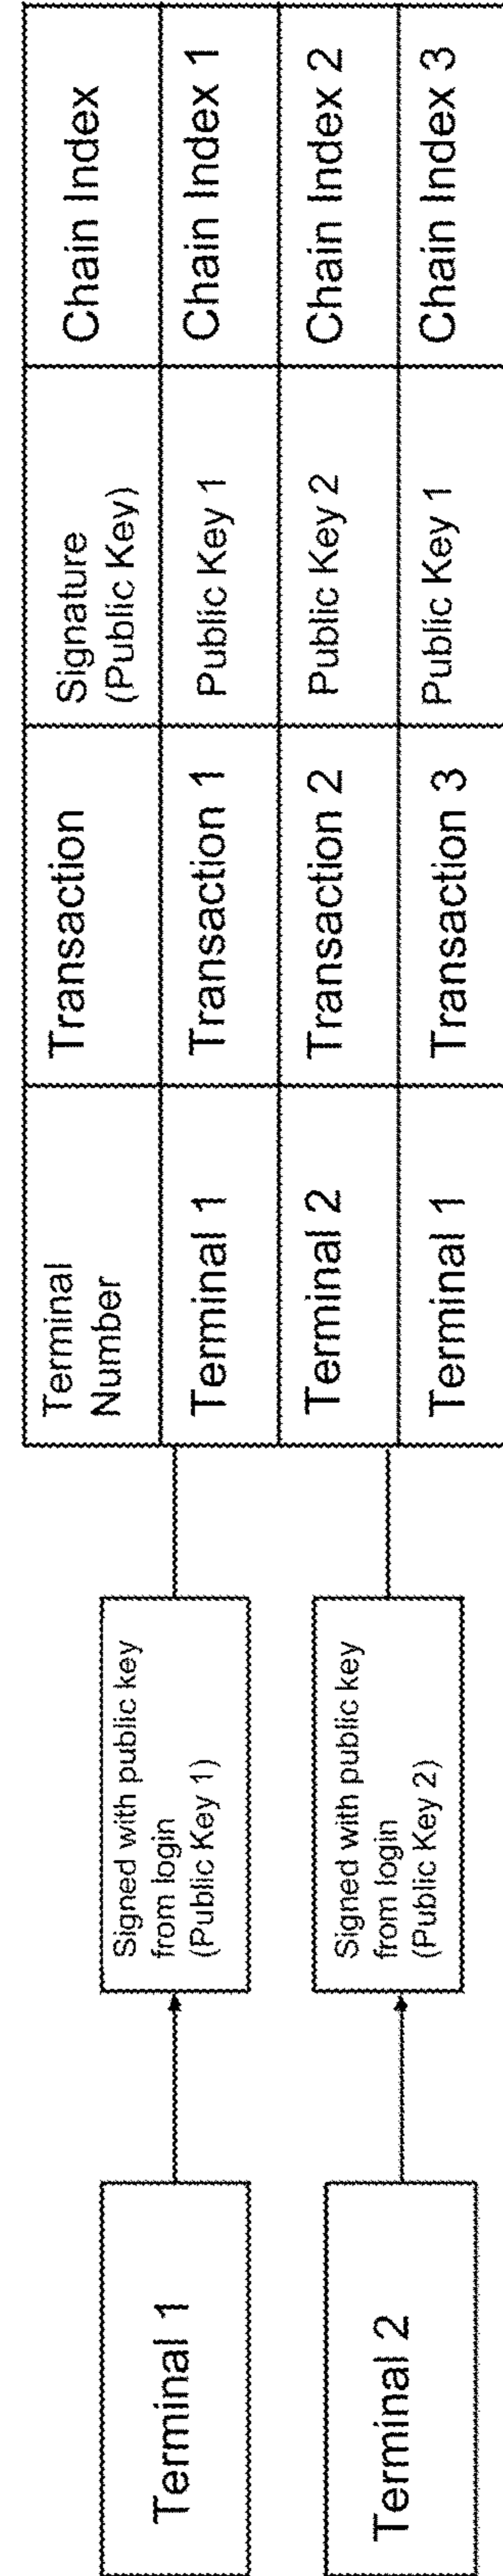 Terminal 1
Signed with public key
from login
(Public Key 1)
Terminal 2
Signed with public key
from login
(Public Key 2)
Terminal
Number
Transaction
Signature
(Public Key)
Chain Index
Terminal 1
Transaction 1
Public Key 1
Chain Index 1
Terminal 2
Transaction 2
Public Key 2
Chain Index 2
Terminal 1
Transaction 3
Public Key 1
Chain Index 3